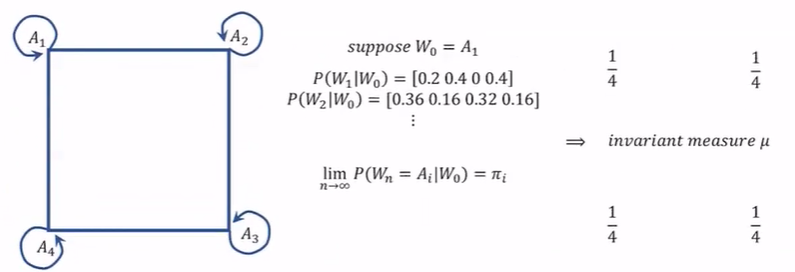 A₁
A₂
A₃
A₄
suppose W₀ = A₁
P(W₁|W₀) = [0.2 0.4 0 0.4]
P(W₂|W₀) = [0.36 0.16 0.32 0.16]
⋮
lim n→∞ P(Wₙ = Aᵢ|W₀) = πᵢ
1/4 1/4
⟹ invariant measure μ
1/4 1/4